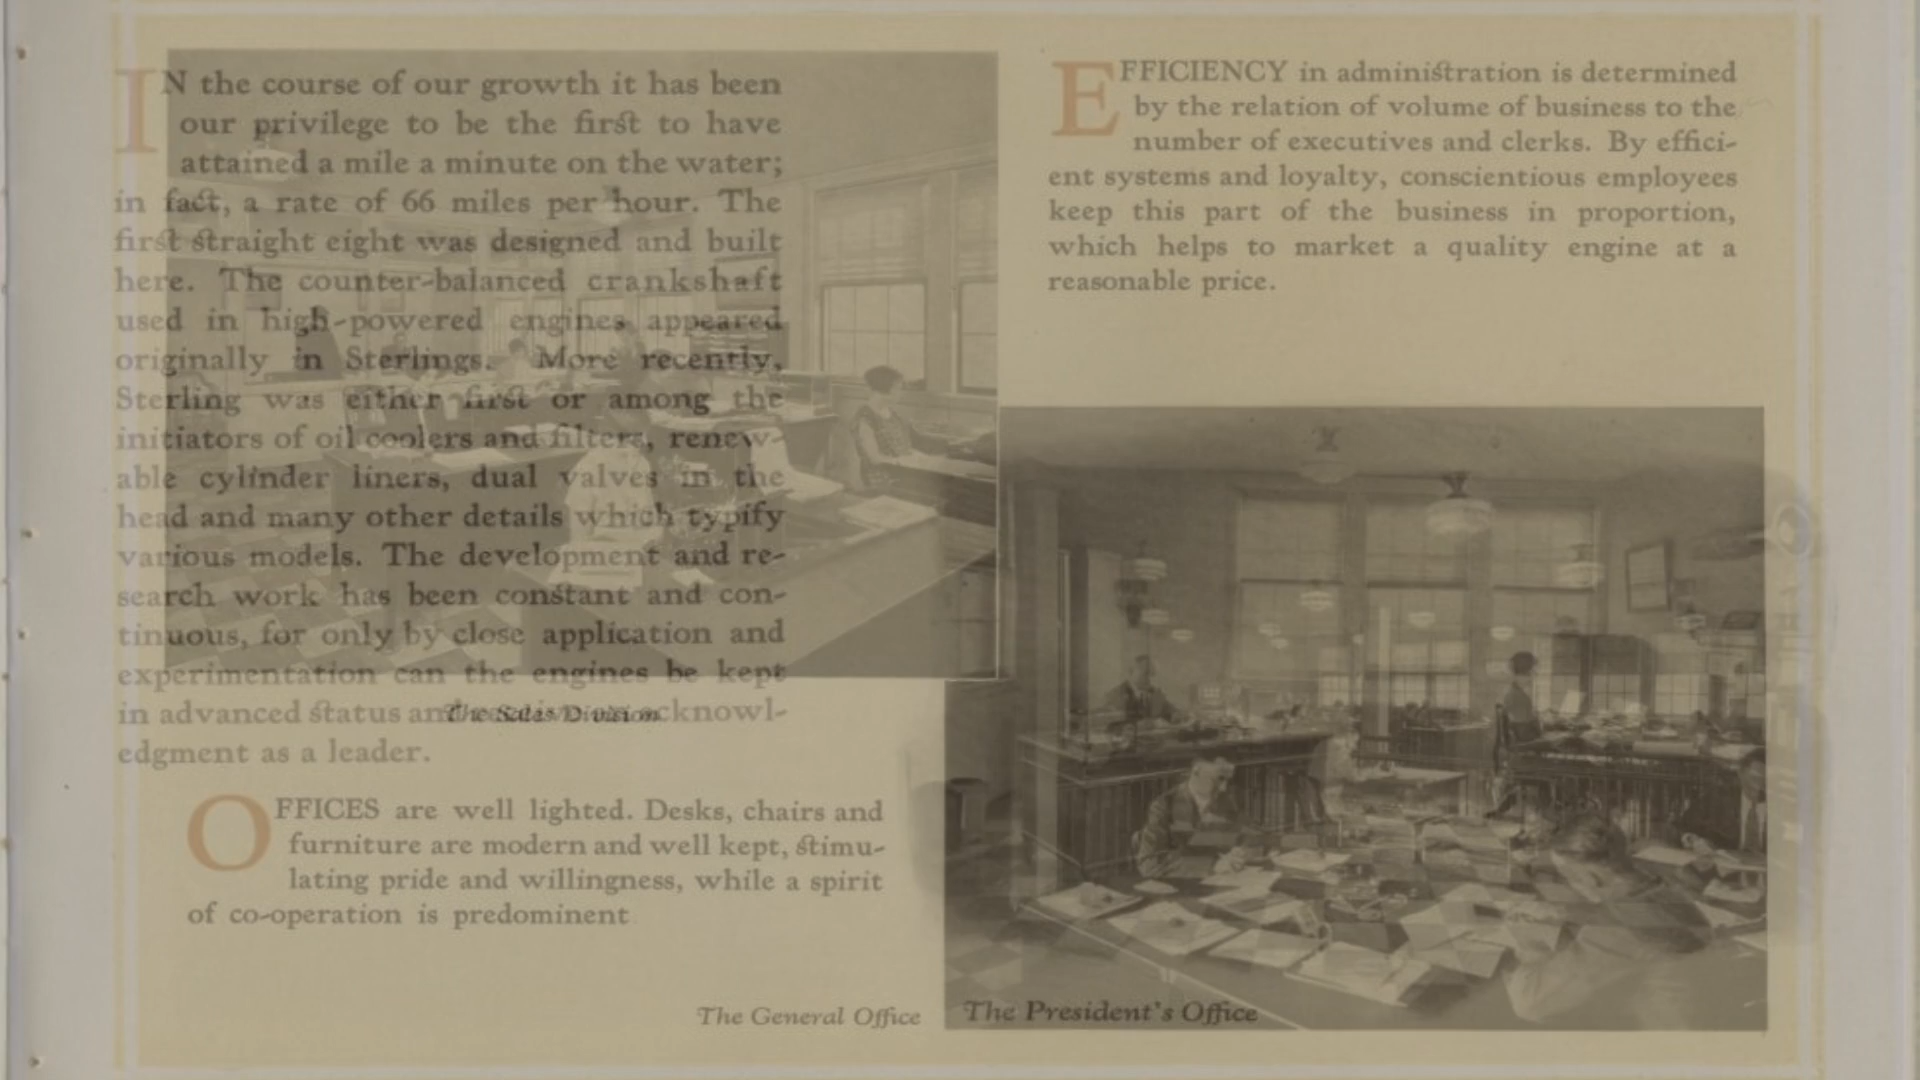 IN the course of our growth it has been
our privilege to be the first to have
attained a mile a minute on the water;
in fact, a rate of 66 miles per hour. The
first straight eight was designed and built
here. The counter-balanced crankshaft
used in high-powered engines appeared
originally in Sterlings. More recently,
Sterling was either first or among the
initiators of oil coolers and filters, renew-
able cylinder liners, dual valves in the
head and many other details which typify
various models. The development and re-
search work has been constant and con-
tinuous, for only by close application and
experimentation can the engines be kept
in advanced status and acknowl-
edgment as a leader.
The Sales Division
OFFICES are well lighted. Desks, chairs and
furniture are modern and well kept, stimu-
lating pride and willingness, while a spirit
of co-operation is predominent
The General Office
EFFICIENCY in administration is determined
by the relation of volume of business to the
number of executives and clerks. By effici-
ent systems and loyalty, conscientious employees
keep this part of the business in proportion,
which helps to market a quality engine at a
reasonable price.
The President's Office